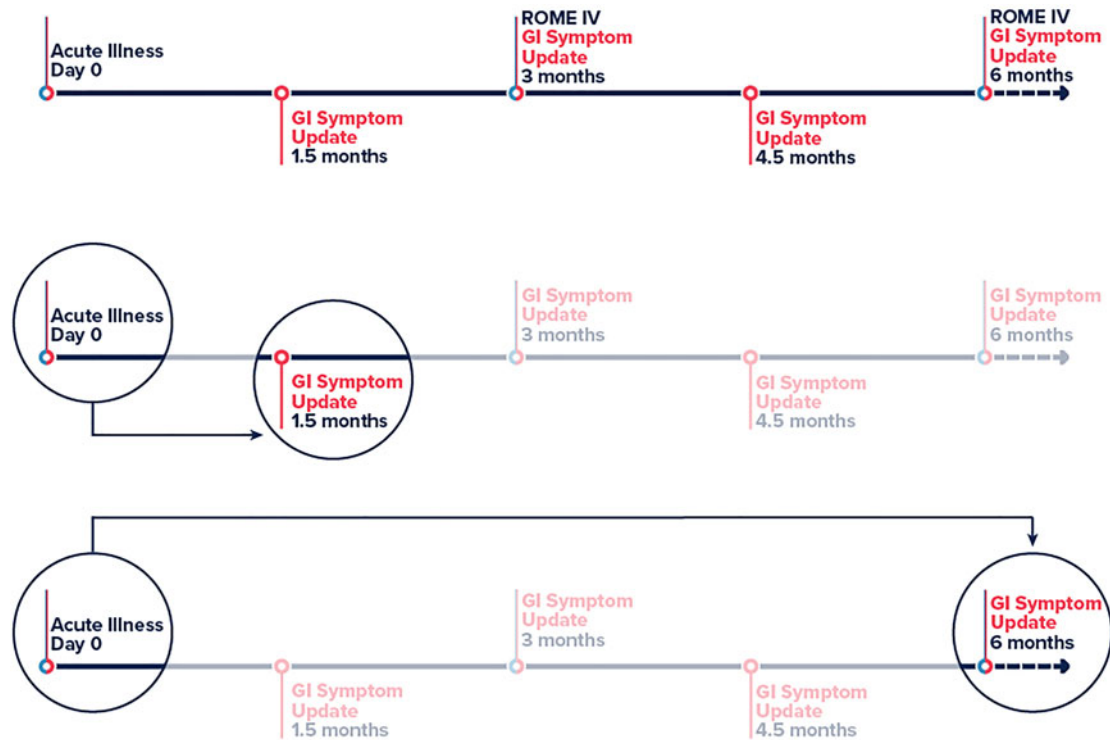 Acute Illness
Day 0
GI Symptom
Update
1.5 months
ROME IV
GI Symptom
Update
3 months
GI Symptom
Update
4.5 months
ROME IV
GI Symptom
Update
6 months
Acute Illness
Day 0
GI Symptom
Update
1.5 months
GI Symptom
Update
3 months
GI Symptom
Update
4.5 months
GI Symptom
Update
6 months
Acute Illness
Day 0
GI Symptom
Update
1.5 months
GI Symptom
Update
3 months
GI Symptom
Update
4.5 months
GI Symptom
Update
6 months